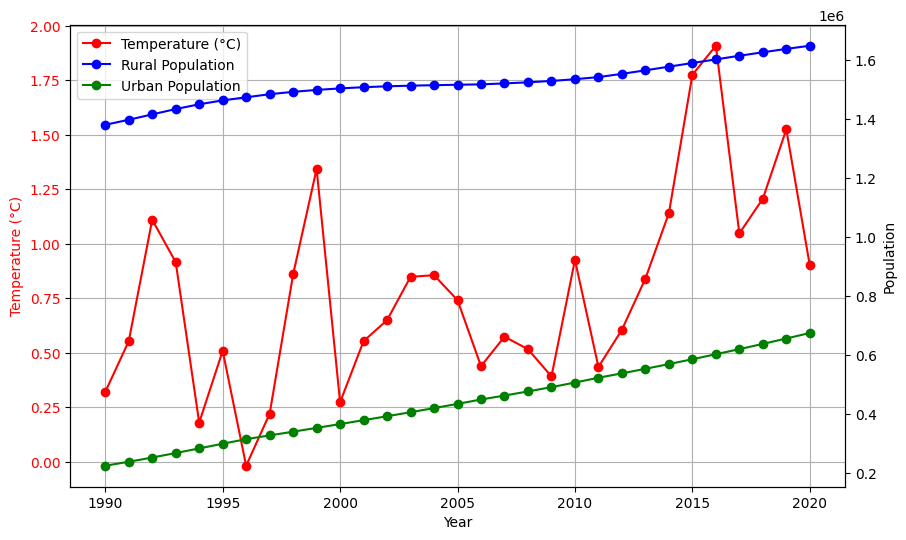 1e6
Temperature (°C)
Rural Population
Urban Population
2.00
1.75
1.50
1.25
1.00
0.75
0.50
0.25
0.00
Temperature (°C)
1.6
1.4
1.2
1.0
0.8
0.6
0.4
0.2
Population
1990 1995 2000 2005 2010 2015 2020
Year